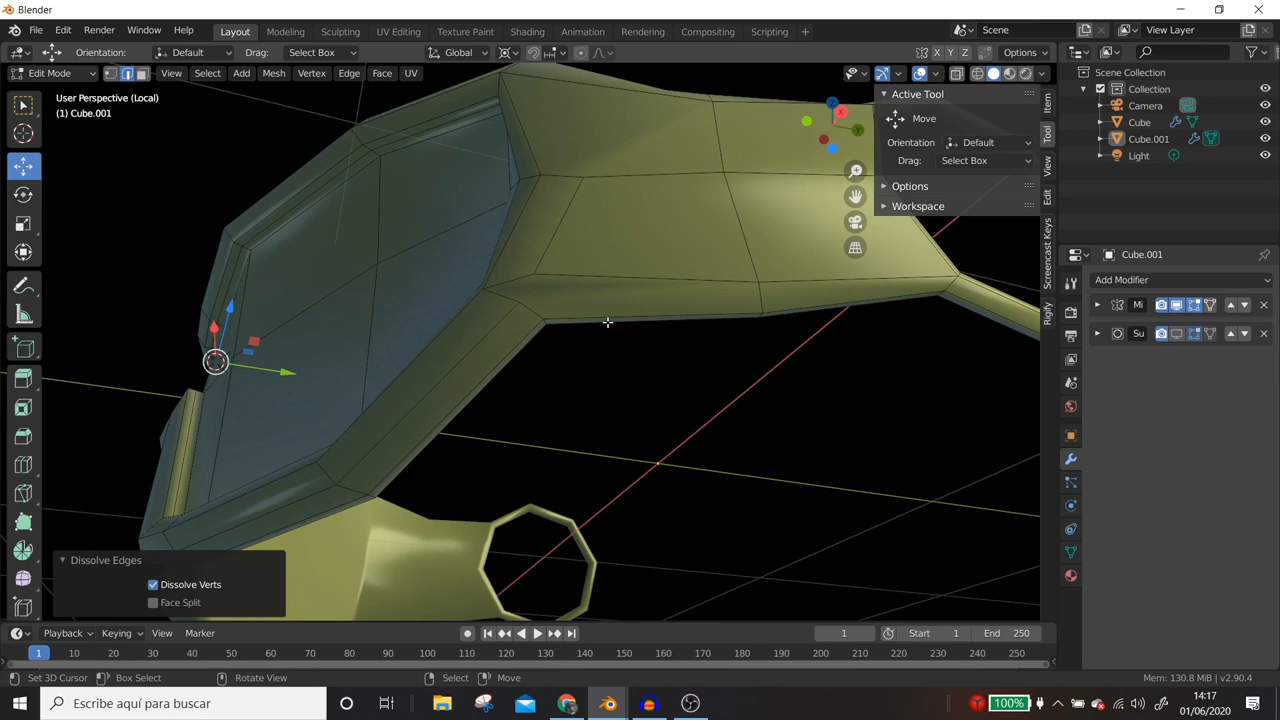 Blender
File Edit Render Window Help Layout Modeling Sculpting UV Editing Texture Paint Shading Animation Rendering Compositing Scripting + Scene View Layer
Orientation: Default Drag: Select Box Global X Y Z Options
Edit Mode View Select Add Mesh Vertex Edge Face UV
User Perspective (Local)
(1) Cube.001
Active Tool
Move
Orientation Default
Drag: Select Box
Options
Workspace
Item
Tool
View
Edit
Screencast Keys
Rigify
Z
X
Y
Scene Collection
Collection
Camera
Cube
Cube.001
Light
Cube.001
Add Modifier
Mi
Su
Dissolve Edges
Dissolve Verts
Face Split
Playback Keying View Marker 1 Start 1 End 250
1 10 20 30 40 50 60 70 80 90 100 110 120 130 140 150 160 170 180 190 200 210 220 230 240 250
Set 3D Cursor Box Select Rotate View Select Move Mem: 130.8 MiB | v2.90.4
Escribe aquí para buscar
100%
14:17
01/06/2020